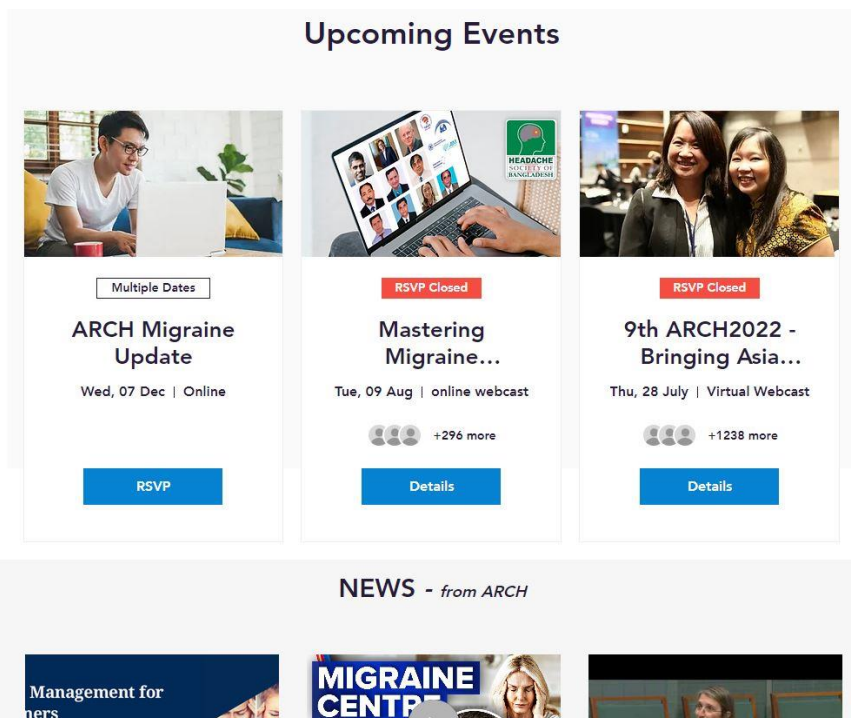 Upcoming Events
HEADACHE
SOCIETY OF
BANGLADESH
Multiple Dates
RSVP Closed
RSVP Closed
ARCH Migraine
Update
Mastering
Migraine...
9th ARCH2022 -
Bringing Asia...
Wed, 07 Dec | Online
Tue, 09 Aug | online webcast
Thu, 28 July | Virtual Webcast
+296 more
+1238 more
RSVP
Details
Details
NEWS - from ARCH
Management for
MIGRAINE
CENTRE